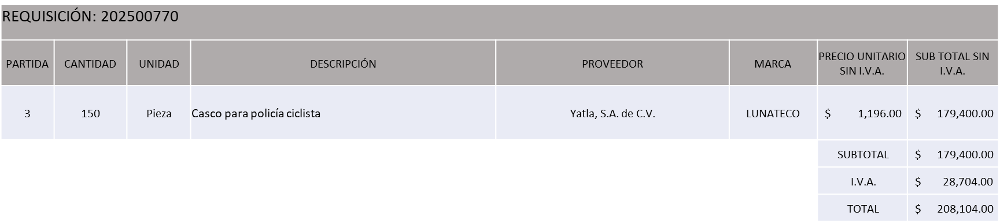 REQUISICIÓN: 202500770
PARTIDA CANTIDAD UNIDAD DESCRIPCIÓN PROVEEDOR MARCA PRECIO UNITARIO SIN I.V.A. SUB TOTAL SIN I.V.A.
3 150 Pieza Casco para policía ciclista Yatla, S.A. de C.V. LUNATECO $ 1,196.00 $ 179,400.00
SUBTOTAL $ 179,400.00
I.V.A. $ 28,704.00
TOTAL $ 208,104.00